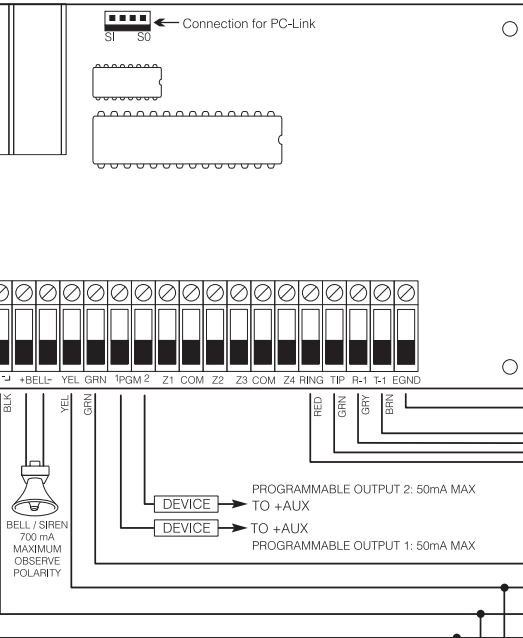 Connection for PC-Link
SI SO
+BELL- YEL GRN 1PGM 2 Z1 COM Z2 Z3 COM Z4 RING TIP R-1 T-1 EGND
BLK
YEL
GRN
RED
GRN
GRY
BRN
PROGRAMMABLE OUTPUT 2: 50mA MAX
DEVICE TO +AUX
DEVICE TO +AUX
PROGRAMMABLE OUTPUT 1: 50mA MAX
BELL / SIREN
700 mA
MAXIMUM
OBSERVE
POLARITY